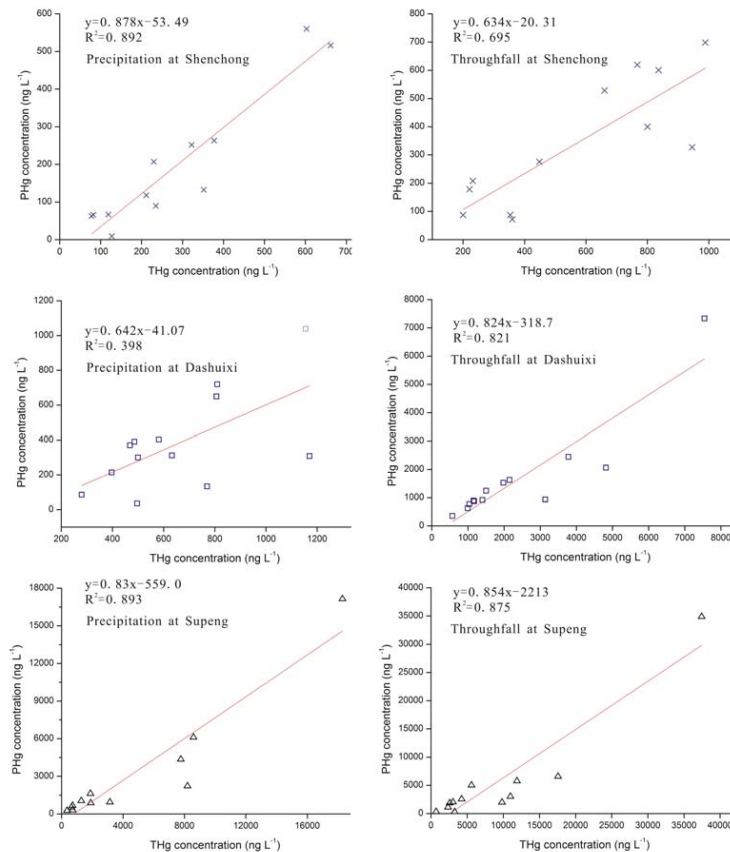 y=0. 878x−53. 49
R²=0. 892
Precipitation at Shenchong
PHg concentration (ng L⁻¹)
600
500
400
300
200
100
0
0 100 200 300 400 500 600 700
THg concentration (ng L⁻¹)
y=0. 634x−20. 31
R²=0. 695
Throughfall at Shenchong
PHg concentration (ng L⁻¹)
800
700
600
500
400
300
200
100
0
200 400 600 800 1000
THg concentration (ng L⁻¹)
y=0. 642x−41. 07
R²=0. 398
Precipitation at Dashuixi
PHg concentration (ng L⁻¹)
1200
1000
800
600
400
200
0
200 400 600 800 1000 1200
THg concentration (ng L⁻¹)
y=0. 824x−318. 7
R²=0. 821
Throughfall at Dashuixi
PHg concentration (ng L⁻¹)
8000
7000
6000
5000
4000
3000
2000
1000
0
0 1000 2000 3000 4000 5000 6000 7000 8000
THg concentration (ng L⁻¹)
y=0. 83x−559. 0
R²=0. 893
Precipitation at Supeng
PHg concentration (ng L⁻¹)
18000
15000
12000
9000
6000
3000
0
0 4000 8000 12000 16000
THg concentration (ng L⁻¹)
y=0. 854x−2213
R²=0. 875
Throughfall at Supeng
PHg concentration (ng L⁻¹)
40000
35000
30000
25000
20000
15000
10000
5000
0
0 5000 10000 15000 20000 25000 30000 35000 40000
THg concentration (ng L⁻¹)